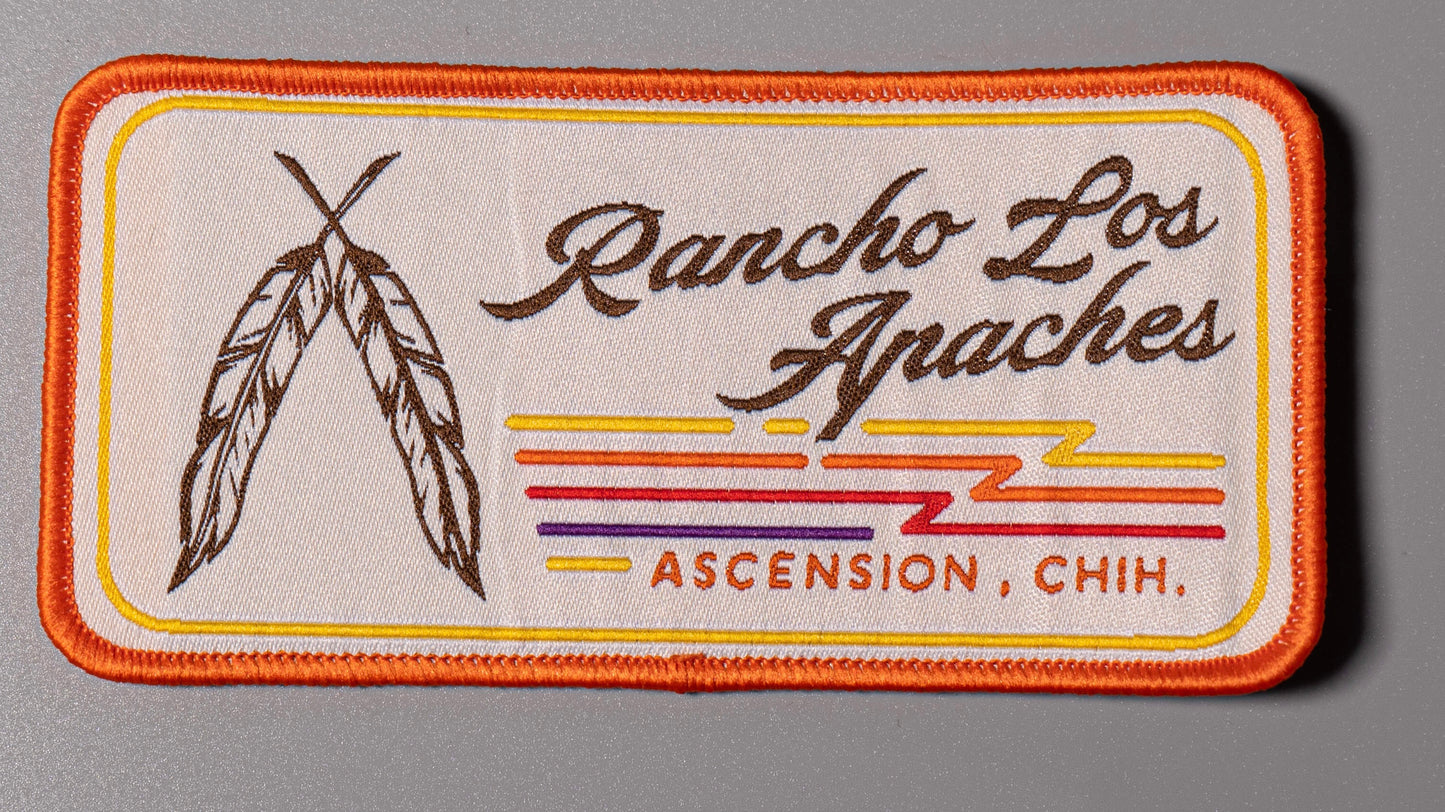 Rancho Los
Apaches
ASCENSION, CHIH.